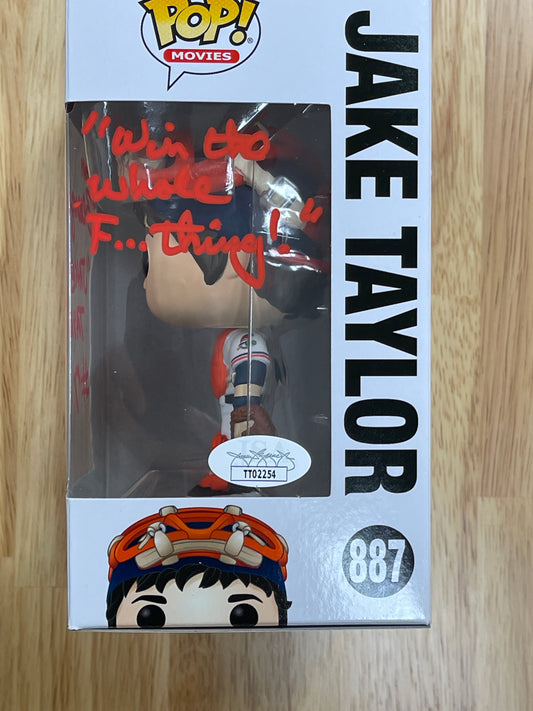 POP!
MOVIES
JAKE TAYLOR
"Win the
whole
F... thing!"
TT02254
887